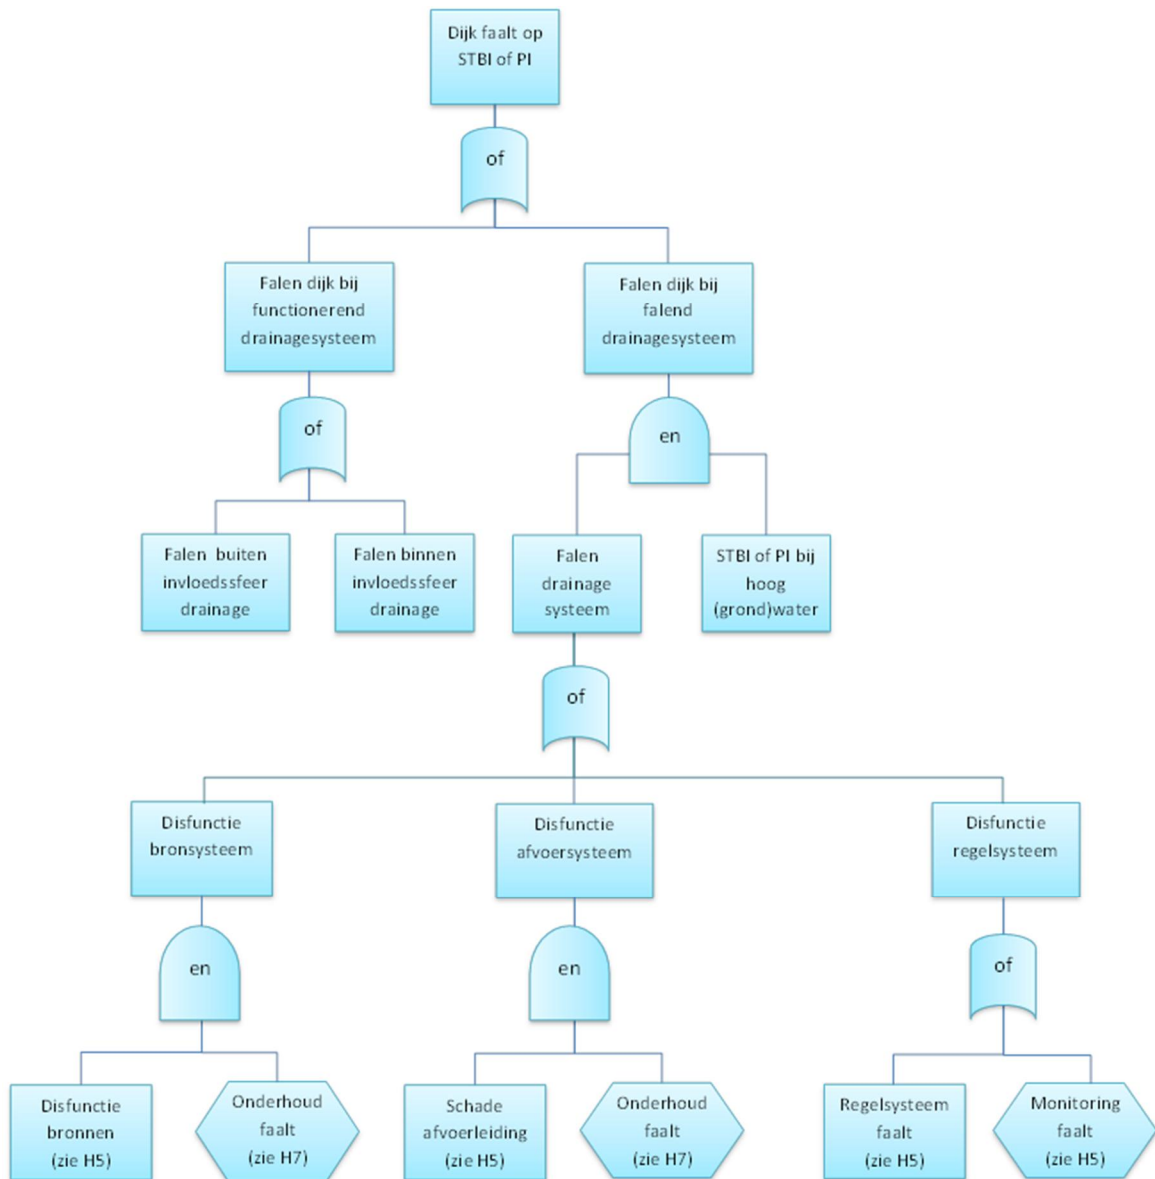 Dijk faalt op
STBI of PI
of
Falen dijk bij
functionerend
drainagesysteem
Falen dijk bij
falend
drainagesysteem
of
en
Falen buiten
invloedssfeer
drainage
Falen binnen
invloedssfeer
drainage
Falen
drainage
systeem
STBI of PI bij
hoog
(grond)water
of
Disfunctie
bronsysteem
Disfunctie
afvoersysteem
Disfunctie
regelsysteem
en
en
of
Disfunctie
bronnen
(zie H5)
Onderhoud
faalt
(zie H7)
Schade
afvoerleiding
(zie H5)
Onderhoud
faalt
(zie H7)
Regelsysteem
faalt
(zie H5)
Monitoring
faalt
(zie H5)